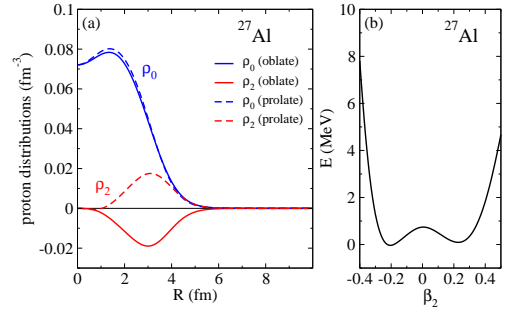 (a)
²⁷Al
ρ₀
ρ₀ (oblate)
ρ₂ (oblate)
ρ₀ (prolate)
ρ₂ (prolate)
ρ₂
0.1
0.08
0.06
0.04
0.02
0
-0.02
proton distributions (fm⁻³)
0 2 4 6 8
R (fm)
(b)
²⁷Al
10
8
6
4
2
0
E (MeV)
-0.4 -0.2 0 0.2 0.4
β₂